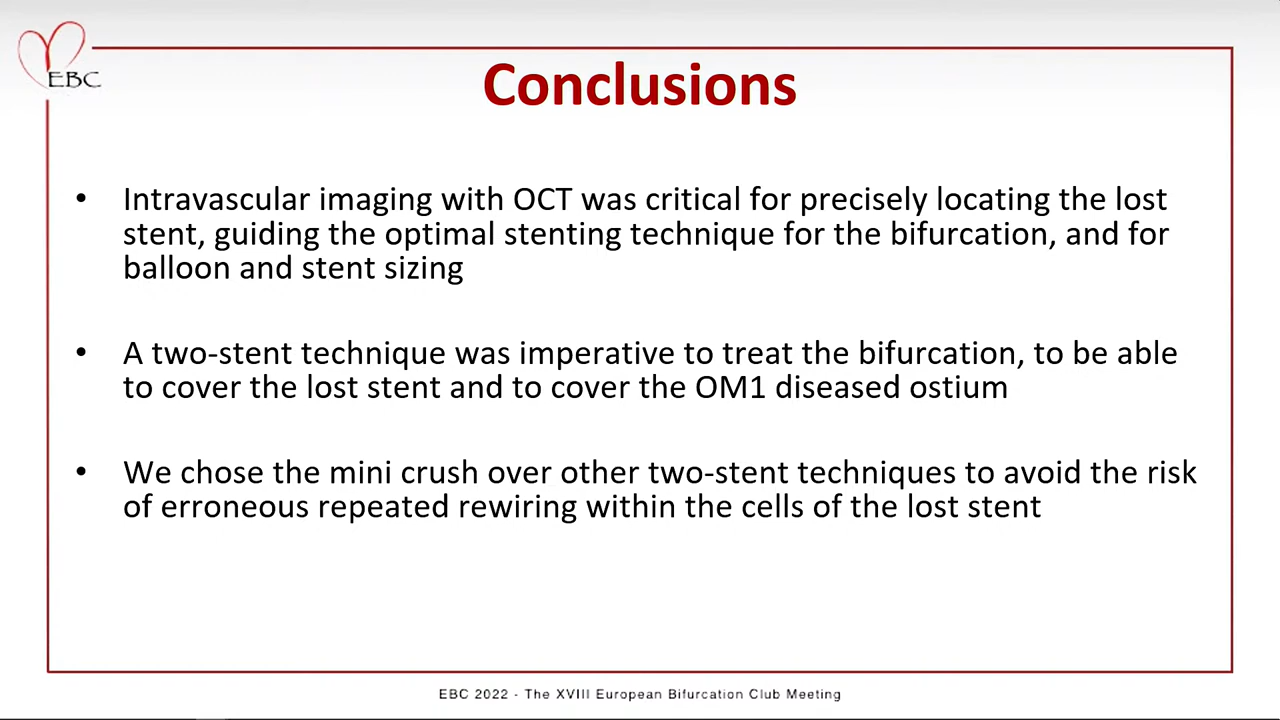 EBC
Conclusions
• Intravascular imaging with OCT was critical for precisely locating the lost
stent, guiding the optimal stenting technique for the bifurcation, and for
balloon and stent sizing
• A two-stent technique was imperative to treat the bifurcation, to be able
to cover the lost stent and to cover the OM1 diseased ostium
• We chose the mini crush over other two-stent techniques to avoid the risk
of erroneous repeated rewiring within the cells of the lost stent
EBC 2022 - The XVIII European Bifurcation Club Meeting